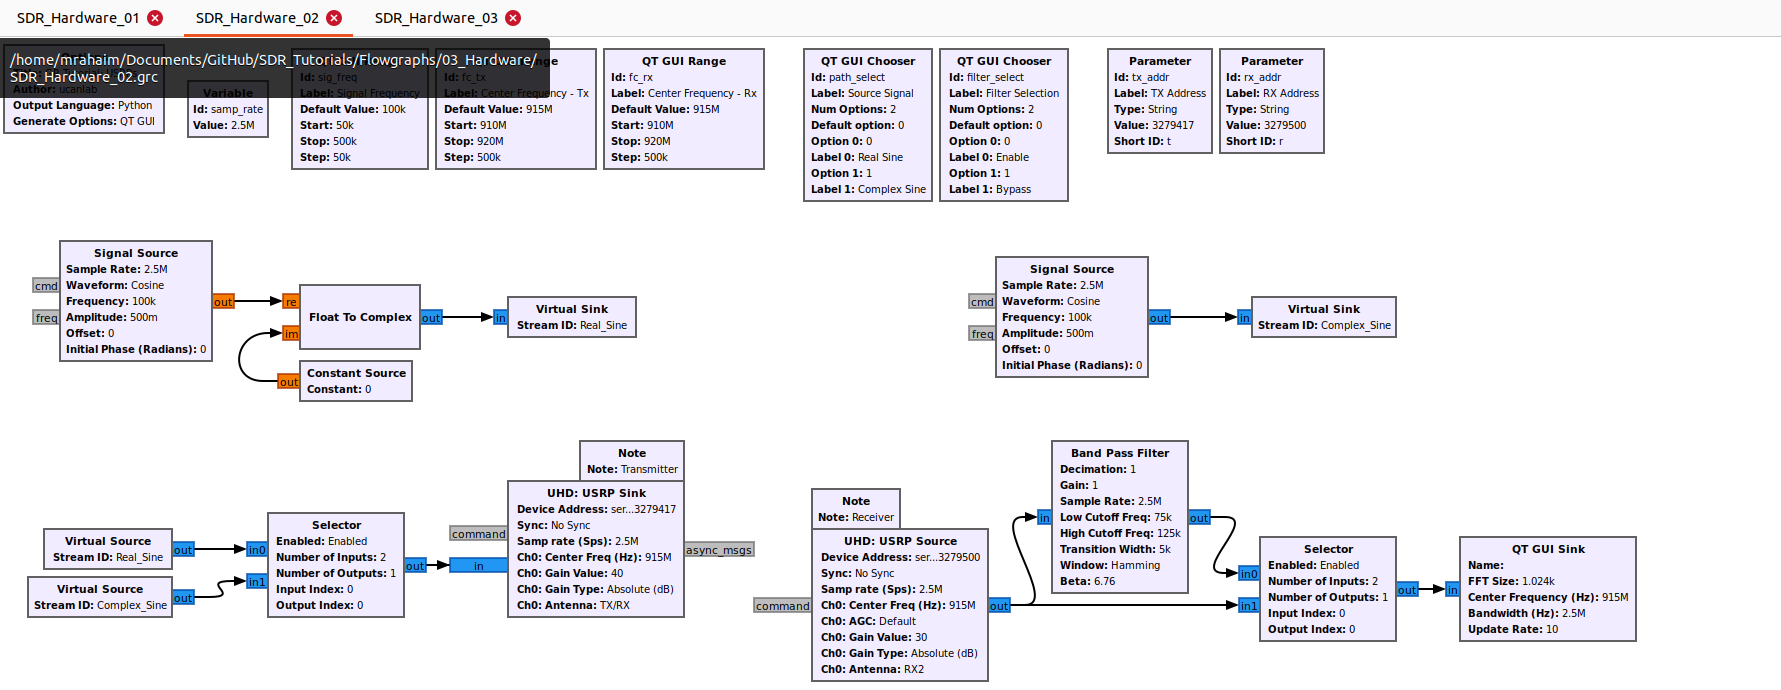 SDR_Hardware_01
SDR_Hardware_02
SDR_Hardware_03
/home/mrahaim/Documents/GitHub/SDR_Tutorials/Flowgraphs/03_Hardware/
SDR_Hardware_02.grc
Author: ucanlab
Output Language: Python
Generate Options: QT GUI
Variable
Id: samp_rate
Value: 2.5M
Id: sig_freq
Label: Signal Frequency
Default Value: 100k
Start: 50k
Stop: 500k
Step: 50k
Id: fc_tx
Label: Center Frequency - Tx
Default Value: 915M
Start: 910M
Stop: 920M
Step: 500k
QT GUI Range
Id: fc_rx
Label: Center Frequency - Rx
Default Value: 915M
Start: 910M
Stop: 920M
Step: 500k
QT GUI Chooser
Id: path_select
Label: Source Signal
Num Options: 2
Default option: 0
Option 0: 0
Label 0: Real Sine
Option 1: 1
Label 1: Complex Sine
QT GUI Chooser
Id: filter_select
Label: Filter Selection
Num Options: 2
Default option: 0
Option 0: 0
Label 0: Enable
Option 1: 1
Label 1: Bypass
Parameter
Id: tx_addr
Label: TX Address
Type: String
Value: 3279417
Short ID: t
Parameter
Id: rx_addr
Label: RX Address
Type: String
Value: 3279500
Short ID: r
Signal Source
Sample Rate: 2.5M
Waveform: Cosine
Frequency: 100k
Amplitude: 500m
Offset: 0
Initial Phase (Radians): 0
cmd
freq
out
re
im
Float To Complex
out
Constant Source
Constant: 0
out
in
Virtual Sink
Stream ID: Real_Sine
Signal Source
Sample Rate: 2.5M
Waveform: Cosine
Frequency: 100k
Amplitude: 500m
Offset: 0
Initial Phase (Radians): 0
cmd
freq
out
in
Virtual Sink
Stream ID: Complex_Sine
Virtual Source
Stream ID: Real_Sine
out
Virtual Source
Stream ID: Complex_Sine
out
in0
in1
Selector
Enabled: Enabled
Number of Inputs: 2
Number of Outputs: 1
Input Index: 0
Output Index: 0
out
Note
Note: Transmitter
command
in
UHD: USRP Sink
Device Address: ser...3279417
Sync: No Sync
Samp rate (Sps): 2.5M
Ch0: Center Freq (Hz): 915M
Ch0: Gain Value: 40
Ch0: Gain Type: Absolute (dB)
Ch0: Antenna: TX/RX
async_msgs
Note
Note: Receiver
command
UHD: USRP Source
Device Address: ser...3279500
Sync: No Sync
Samp rate (Sps): 2.5M
Ch0: Center Freq (Hz): 915M
Ch0: AGC: Default
Ch0: Gain Value: 30
Ch0: Gain Type: Absolute (dB)
Ch0: Antenna: RX2
out
in
Band Pass Filter
Decimation: 1
Gain: 1
Sample Rate: 2.5M
Low Cutoff Freq: 75k
High Cutoff Freq: 125k
Transition Width: 5k
Window: Hamming
Beta: 6.76
out
in0
in1
Selector
Enabled: Enabled
Number of Inputs: 2
Number of Outputs: 1
Input Index: 0
Output Index: 0
out
in
QT GUI Sink
Name:
FFT Size: 1.024k
Center Frequency (Hz): 915M
Bandwidth (Hz): 2.5M
Update Rate: 10